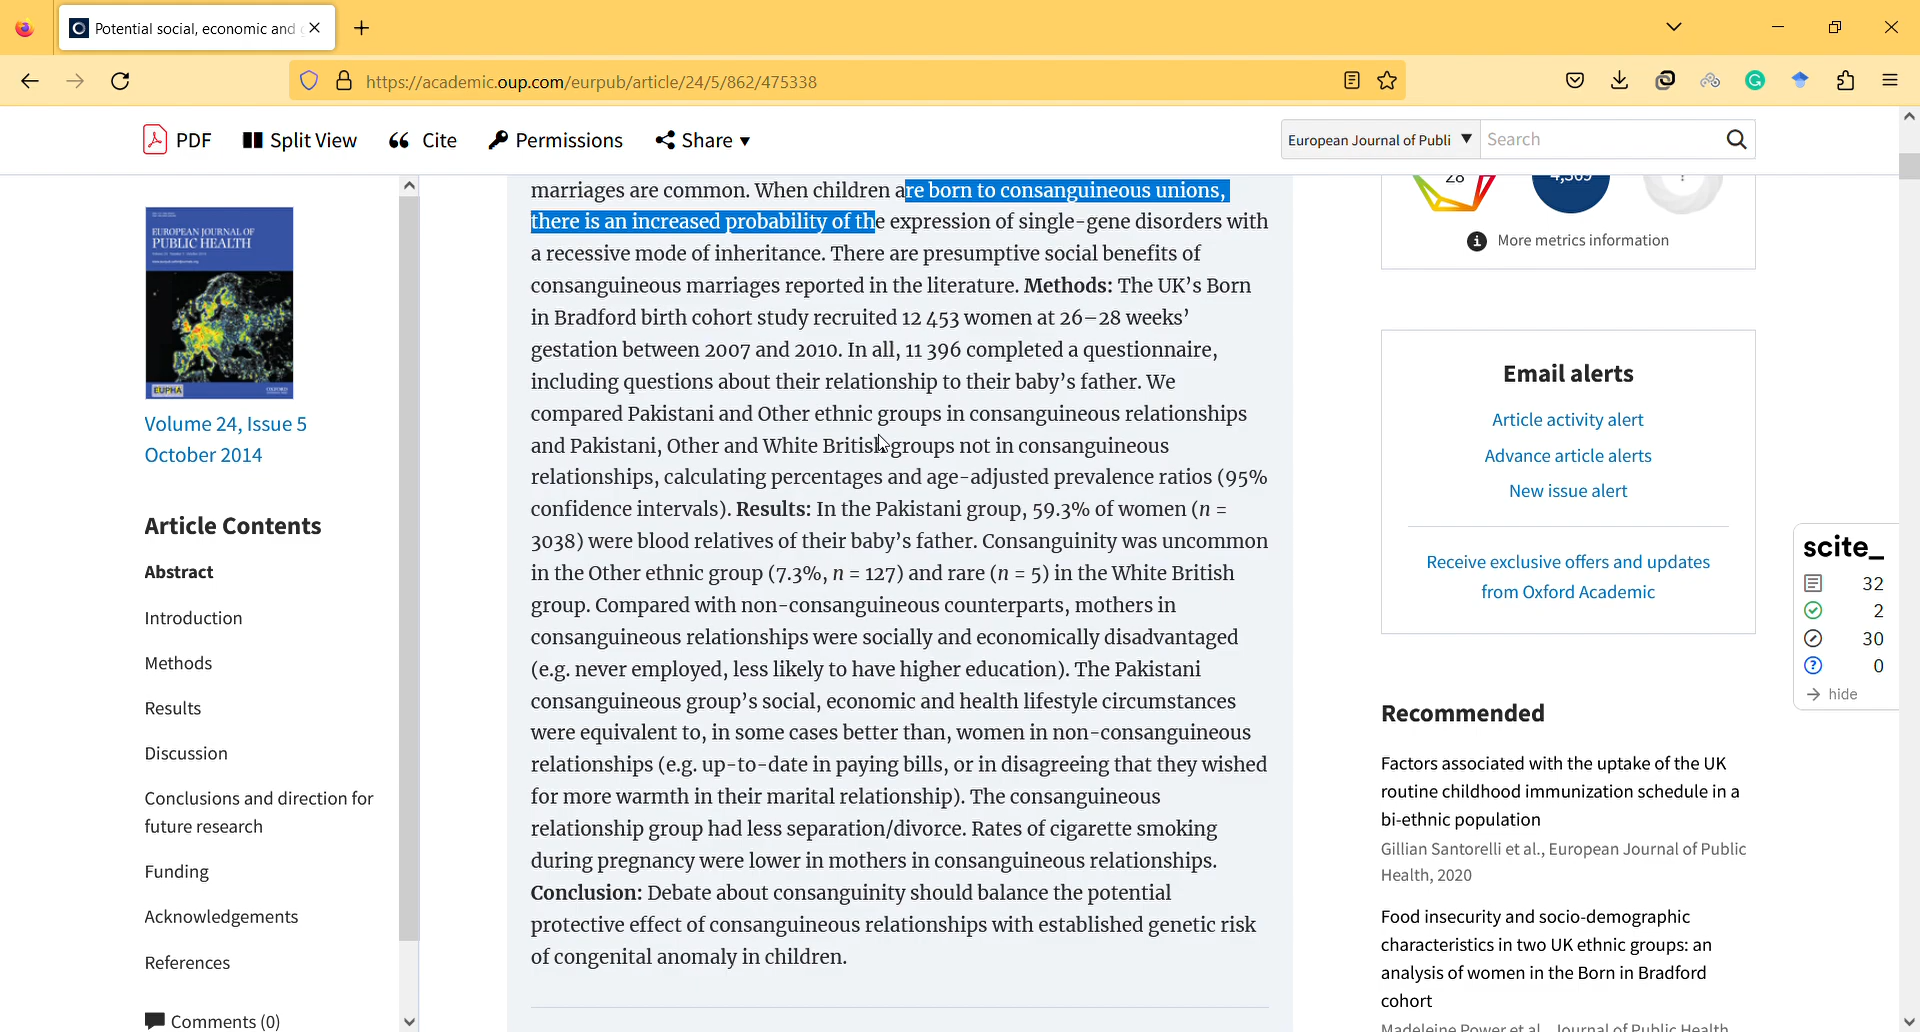 Potential social, economic and
https://academic.oup.com/eurpub/article/24/5/862/475338
PDF
Split View
Cite
Permissions
Share
European Journal of Publi
Search
EUROPEAN JOURNAL OF
PUBLIC HEALTH
EUPHA
Volume 24, Issue 5
October 2014
Article Contents
Abstract
Introduction
Methods
Results
Discussion
Conclusions and direction for
future research
Funding
Acknowledgements
References
Comments (0)
marriages are common. When children are born to consanguineous unions,
there is an increased probability of the expression of single-gene disorders with
a recessive mode of inheritance. There are presumptive social benefits of
consanguineous marriages reported in the literature. Methods: The UK’s Born
in Bradford birth cohort study recruited 12 453 women at 26–28 weeks’
gestation between 2007 and 2010. In all, 11 396 completed a questionnaire,
including questions about their relationship to their baby’s father. We
compared Pakistani and Other ethnic groups in consanguineous relationships
and Pakistani, Other and White British groups not in consanguineous
relationships, calculating percentages and age-adjusted prevalence ratios (95%
confidence intervals). Results: In the Pakistani group, 59.3% of women (n =
3038) were blood relatives of their baby’s father. Consanguinity was uncommon
in the Other ethnic group (7.3%, n = 127) and rare (n = 5) in the White British
group. Compared with non-consanguineous counterparts, mothers in
consanguineous relationships were socially and economically disadvantaged
(e.g. never employed, less likely to have higher education). The Pakistani
consanguineous group’s social, economic and health lifestyle circumstances
were equivalent to, in some cases better than, women in non-consanguineous
relationships (e.g. up-to-date in paying bills, or in disagreeing that they wished
for more warmth in their marital relationship). The consanguineous
relationship group had less separation/divorce. Rates of cigarette smoking
during pregnancy were lower in mothers in consanguineous relationships.
Conclusion: Debate about consanguinity should balance the potential
protective effect of consanguineous relationships with established genetic risk
of congenital anomaly in children.
28
4,369
More metrics information
Email alerts
Article activity alert
Advance article alerts
New issue alert
Receive exclusive offers and updates
from Oxford Academic
scite_
32
2
30
0
hide
Recommended
Factors associated with the uptake of the UK
routine childhood immunization schedule in a
bi-ethnic population
Gillian Santorelli et al., European Journal of Public
Health, 2020
Food insecurity and socio-demographic
characteristics in two UK ethnic groups: an
analysis of women in the Born in Bradford
cohort
Madeleine Power et al., Journal of Public Health